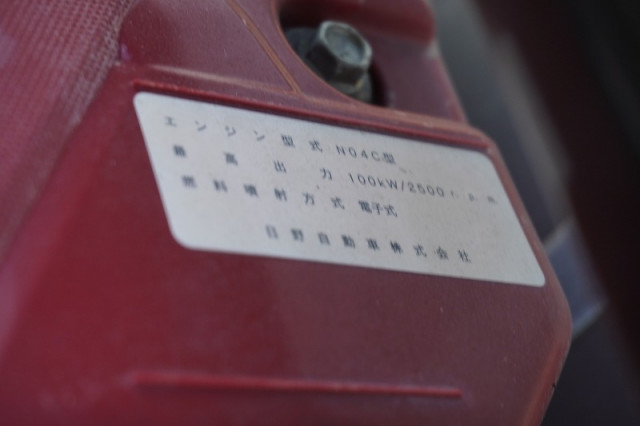 エンジン型式 N04C型
最高出力 100kW/2500r.p.m.
燃料噴射方式 電子式
日野自動車株式会社